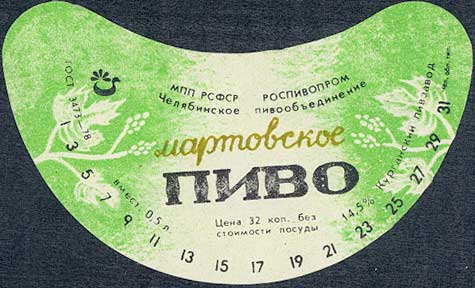 ГОСТ 3473-78
МПП РСФСР РОСПИВОПРОМ
Челябинское пивообъединение
мартовское
ПИВО
Цена 32 коп. без
стоимости посуды
Вмест. 0,5 л.
14,5% Курганский пивзавод
1 3 5 7 9 11 13 15 17 19 21 23 25 27 29 31